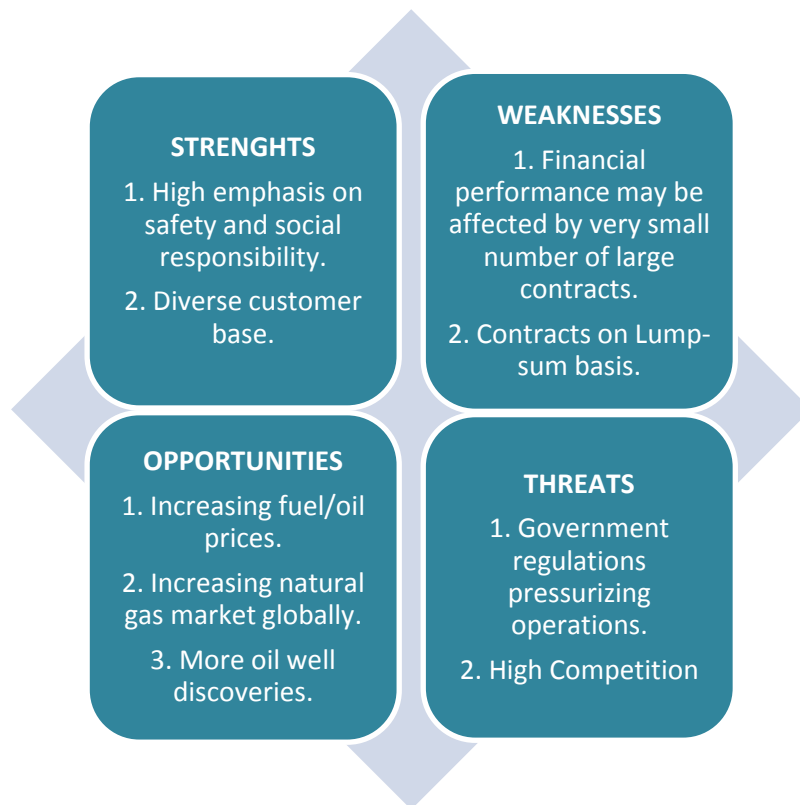 STRENGHTS
1. High emphasis on
safety and social
responsibility.
2. Diverse customer
base.
WEAKNESSES
1. Financial
performance may be
affected by very small
number of large
contracts.
2. Contracts on Lump-
sum basis.
OPPORTUNITIES
1. Increasing fuel/oil
prices.
2. Increasing natural
gas market globally.
3. More oil well
discoveries.
THREATS
1. Government
regulations
pressurizing
operations.
2. High Competition